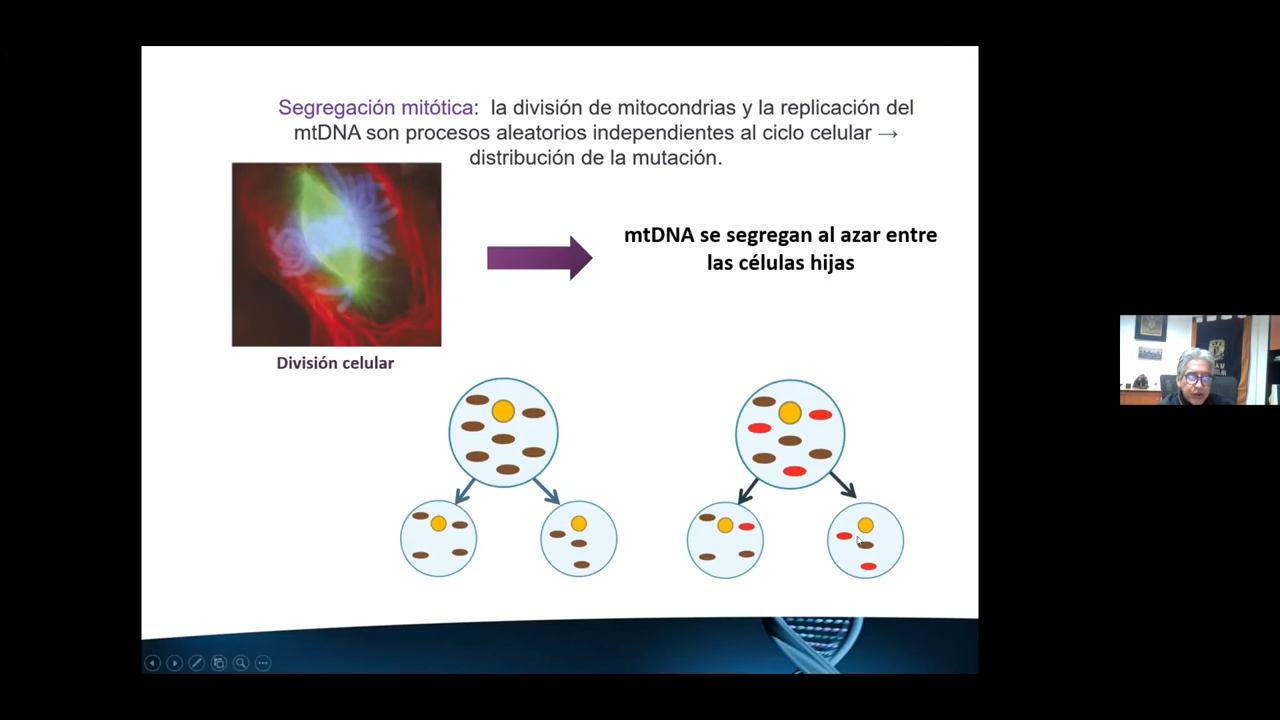 Segregación mitótica: la división de mitocondrias y la replicación del
mtDNA son procesos aleatorios independientes al ciclo celular →
distribución de la mutación.
mtDNA se segregan al azar entre
las células hijas
División celular